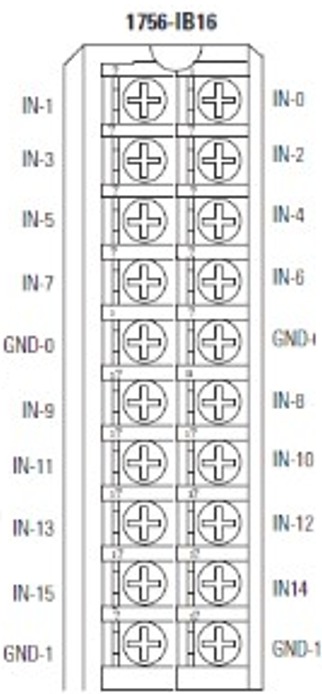 1756-IB16
IN-1 IN-0
IN-3 IN-2
IN-5 IN-4
IN-7 IN-6
GND-0
IN-9 IN-8
IN-11 IN-10
IN-13 IN-12
IN-15 IN14
GND-1 GND-1